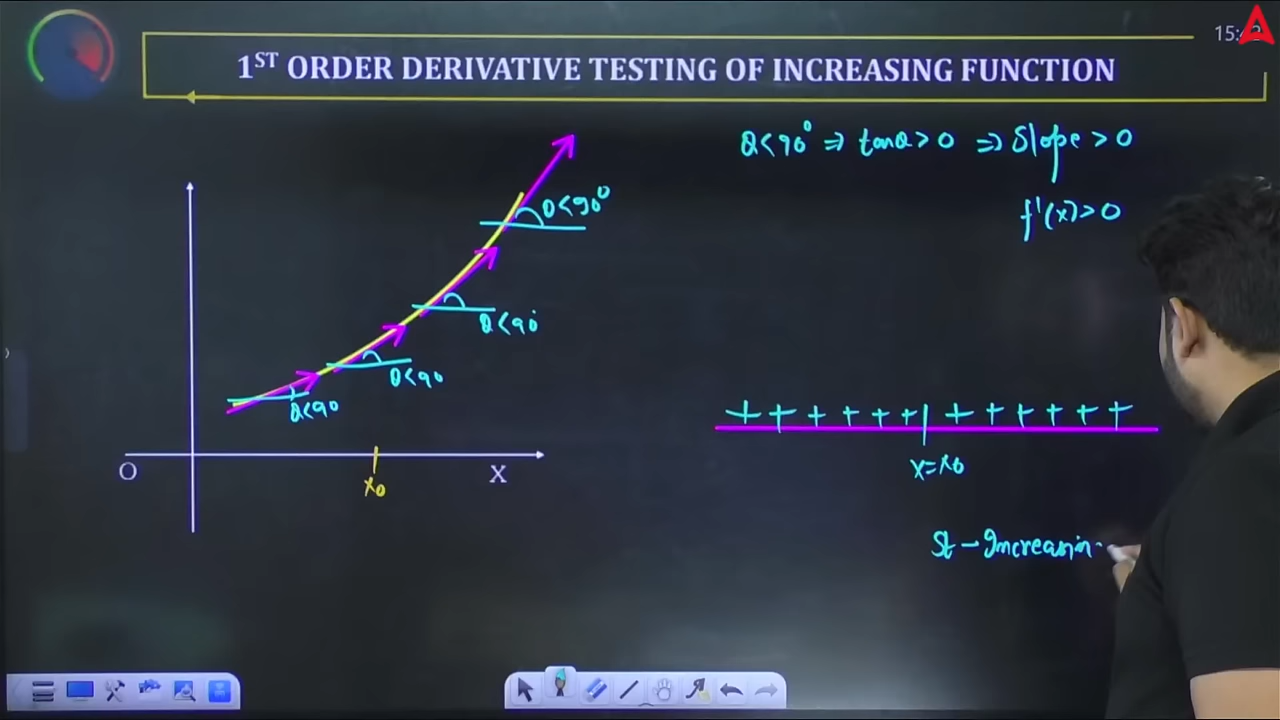 1ST ORDER DERIVATIVE TESTING OF INCREASING FUNCTION
θ<90° ⇒ tanθ>0 ⇒ Slope>0
f'(x)>0
θ<90°
θ<90°
θ<90
θ<90
+ + + + + + + + + + + +
x=x0
O
X
x0
St-Increasin